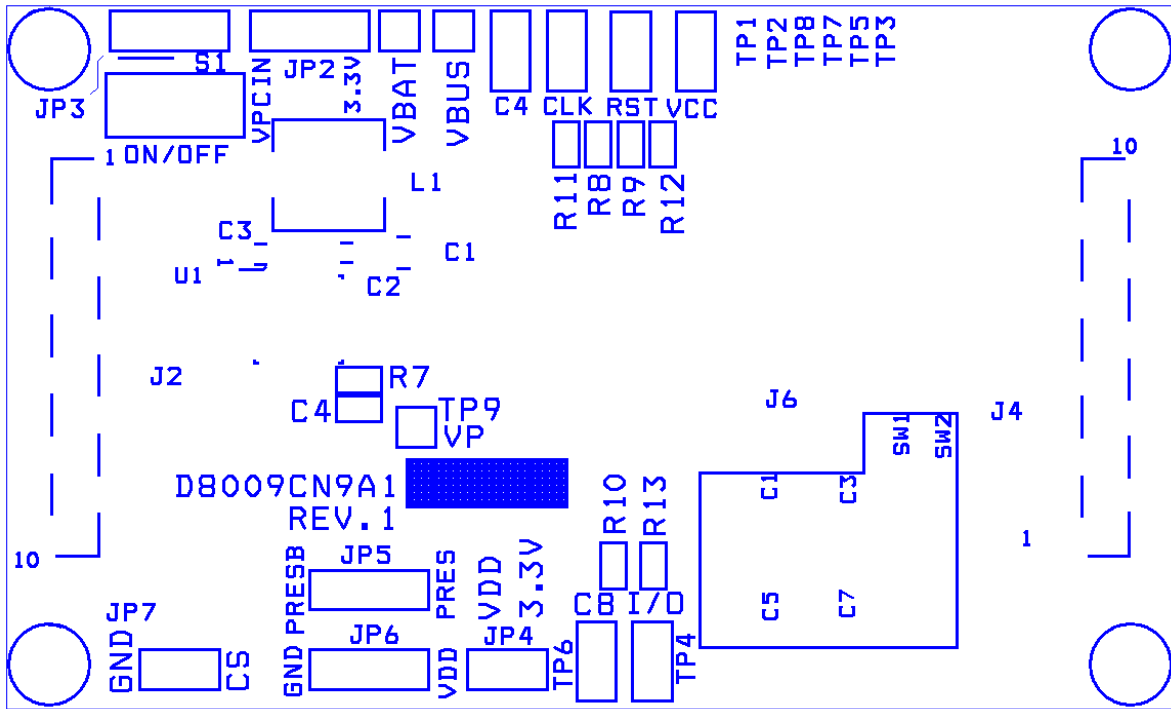 S1
JP2
JP3
VPCIN
3.3V
VBAT
VBUS
C4
CLK
RST
VCC
TP1
TP2
TP8
TP7
TP5
TP3
ON/OFF
1
10
R11
R8
R9
R12
L1
C3
C1
1
U1
C2
J2
R7
C4
TP9
VP
J6
J4
SW1
SW2
D8009CN9A1
REV.1
R10
R13
C1
C3
1
10
JP5
PRESB
PRES
VDD
3.3V
C8
I/O
C5
C7
JP7
GND
CS
JP6
GND
VDD
JP4
TP6
TP4